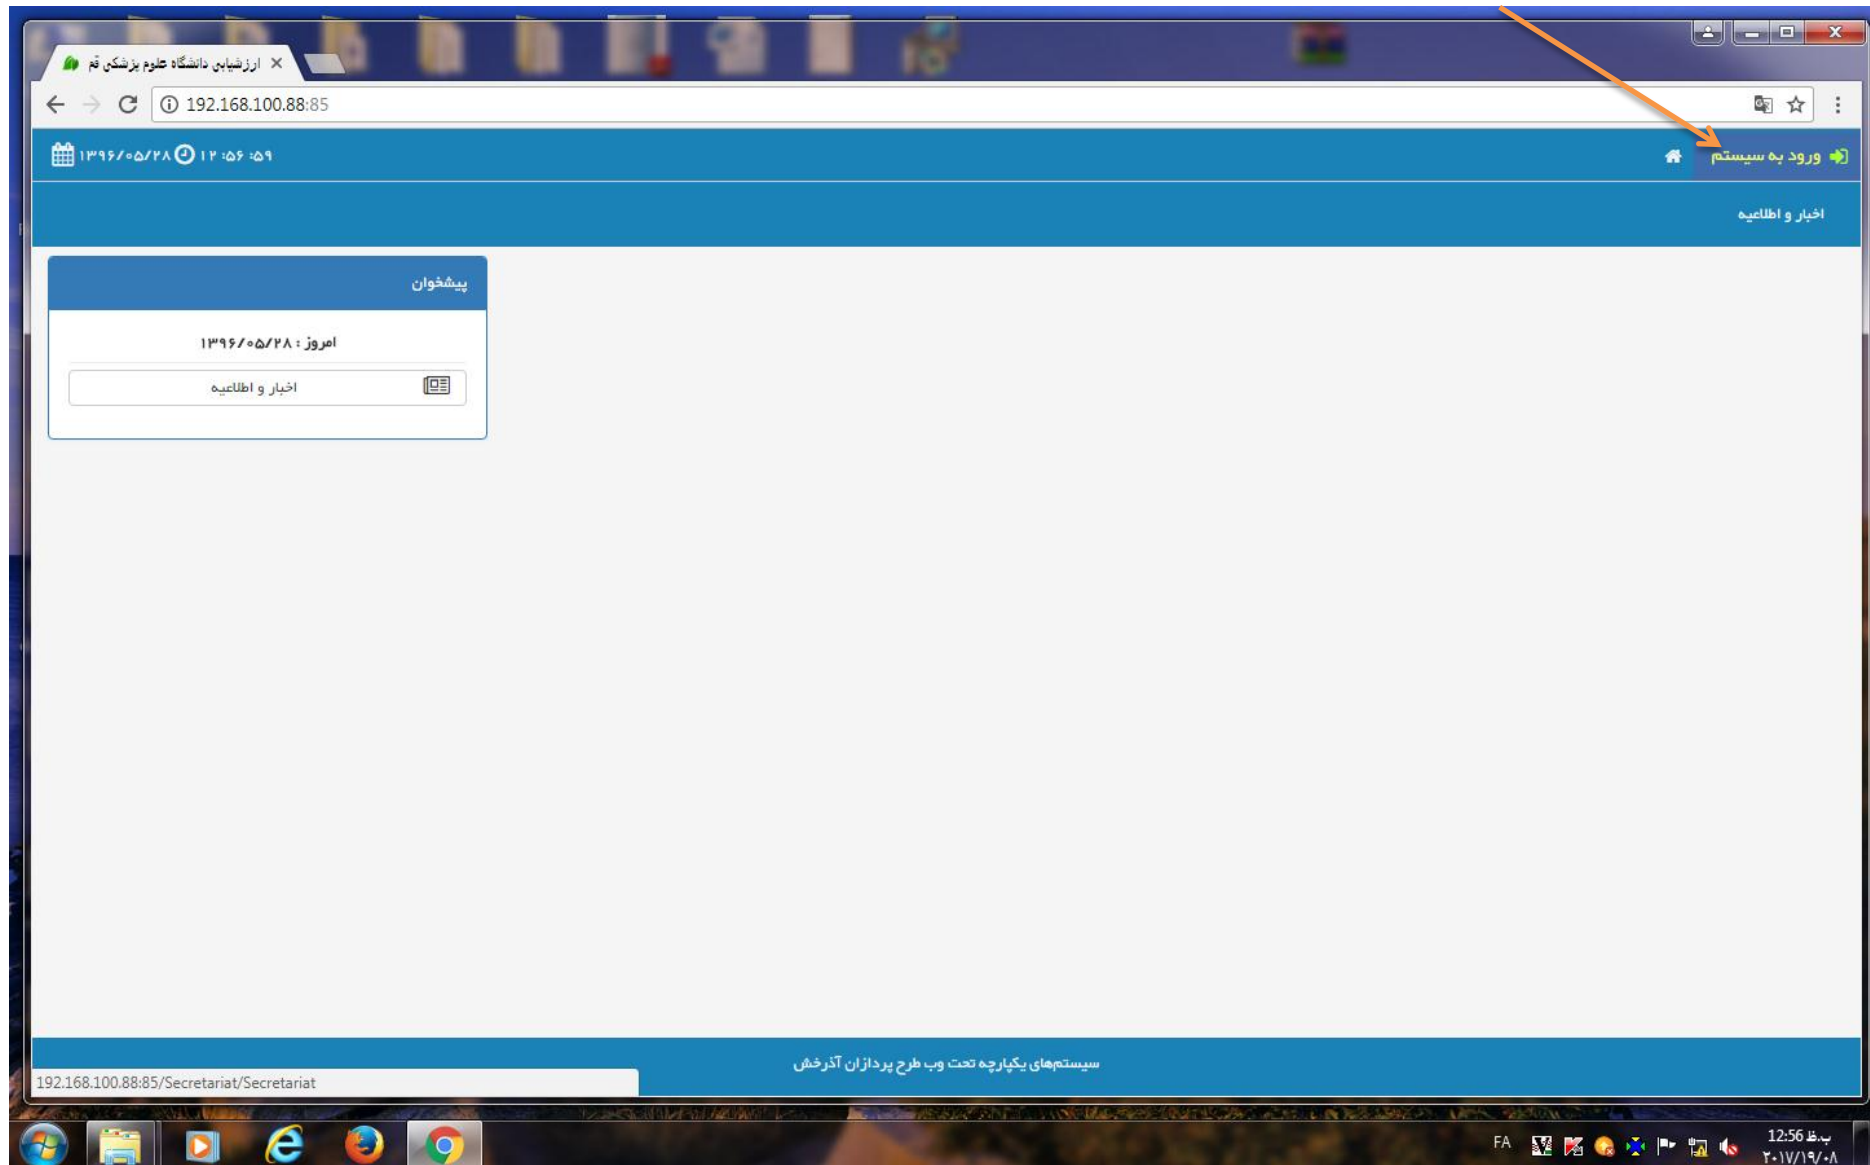 ارزشیابی دانشگاه علوم پزشکی قم
192.168.100.88:85
ورود به سیستم
۱۳۹۶/۰۵/۲۸ ۱۲ :۵۶ :۵۹
اخبار و اطلاعیه
پیشخوان
امروز : ۱۳۹۶/۰۵/۲۸
اخبار و اطلاعیه
سیستم‌های یکپارچه تحت وب طرح پردازان آذرخش
192.168.100.88:85/Secretariat/Secretariat
FA
12:56 ب.ظ
۲۰۱۷/۱۹/۰۸